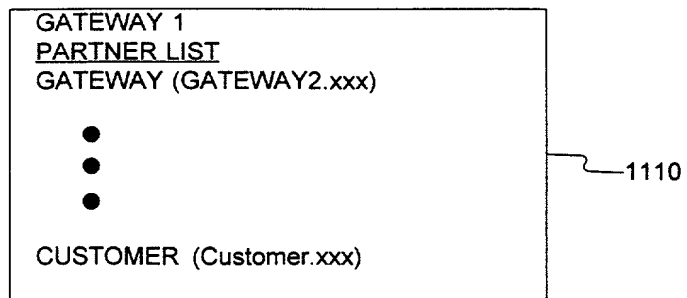 GATEWAY 1
PARTNER LIST
GATEWAY (GATEWAY2.xxx)
1110
CUSTOMER (Customer.xxx)